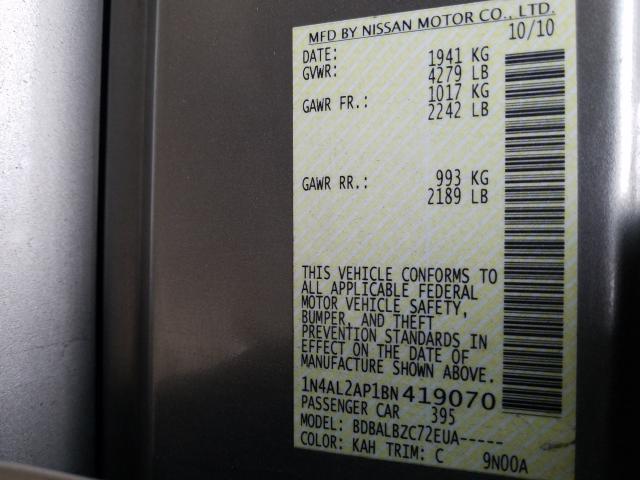 MFD BY NISSAN MOTOR CO., LTD.
DATE: 10/10
GVWR: 1941 KG
4279 LB
GAWR FR.: 1017 KG
2242 LB
GAWR RR.: 993 KG
2189 LB
THIS VEHICLE CONFORMS TO
ALL APPLICABLE FEDERAL
MOTOR VEHICLE SAFETY,
BUMPER, AND THEFT
PREVENTION STANDARDS IN
EFFECT ON THE DATE OF
MANUFACTURE SHOWN ABOVE.
1N4AL2AP1BN419070
PASSENGER CAR 395
MODEL: BDBALBZC72EUA-----
COLOR: KAH TRIM: C 9N00A